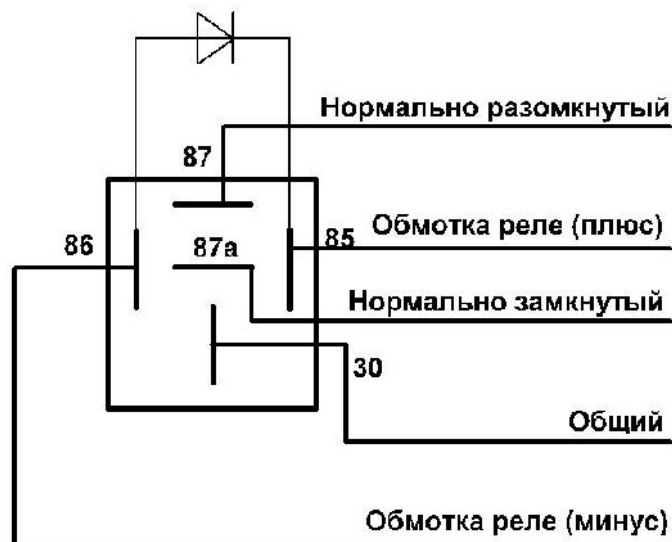 Нормально разомкнутый
87
86
85
Обмотка реле (плюс)
87а
Нормально замкнутый
30
Общий
Обмотка реле (минус)